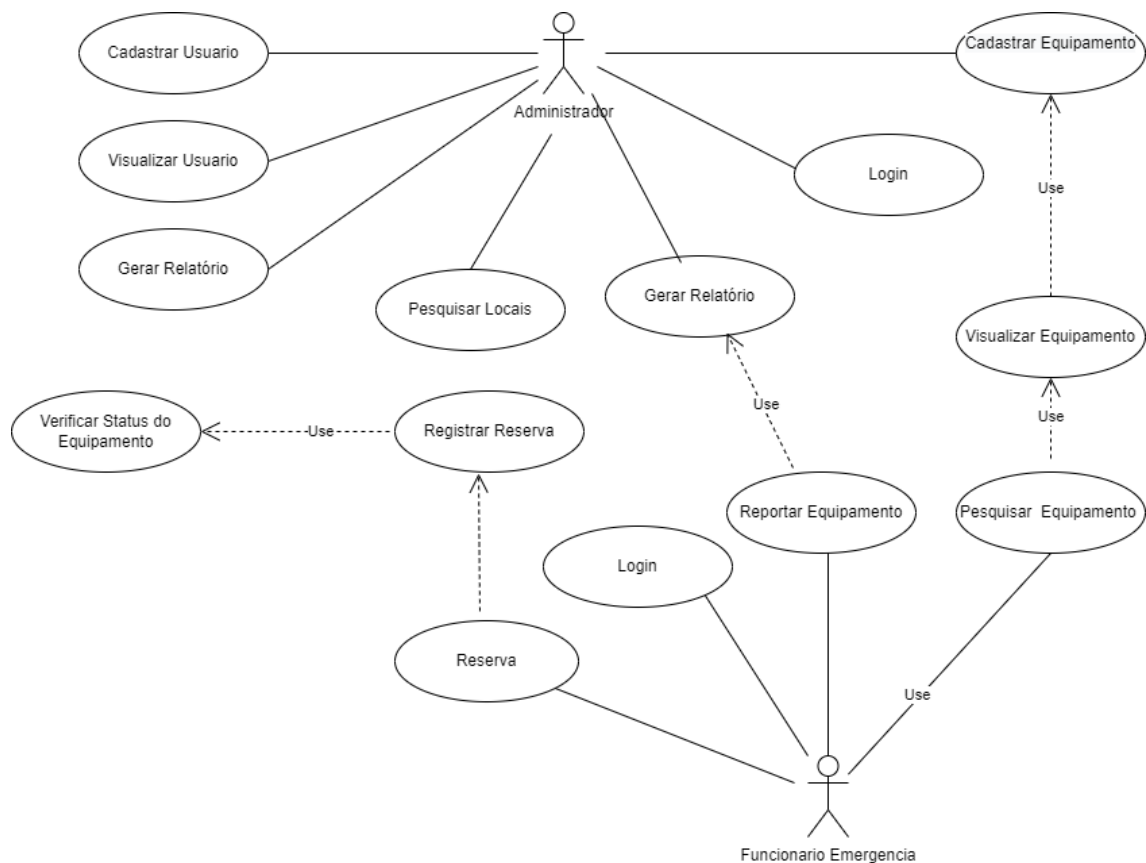 Cadastrar Usuario
Cadastrar Equipamento
Administrador
Visualizar Usuario
Login
Use
Gerar Relatório
Gerar Relatório
Pesquisar Locais
Visualizar Equipamento
Use
Use
Verificar Status do
Equipamento
Use
Registrar Reserva
Reportar Equipamento
Pesquisar Equipamento
Login
Reserva
Use
Funcionario Emergencia